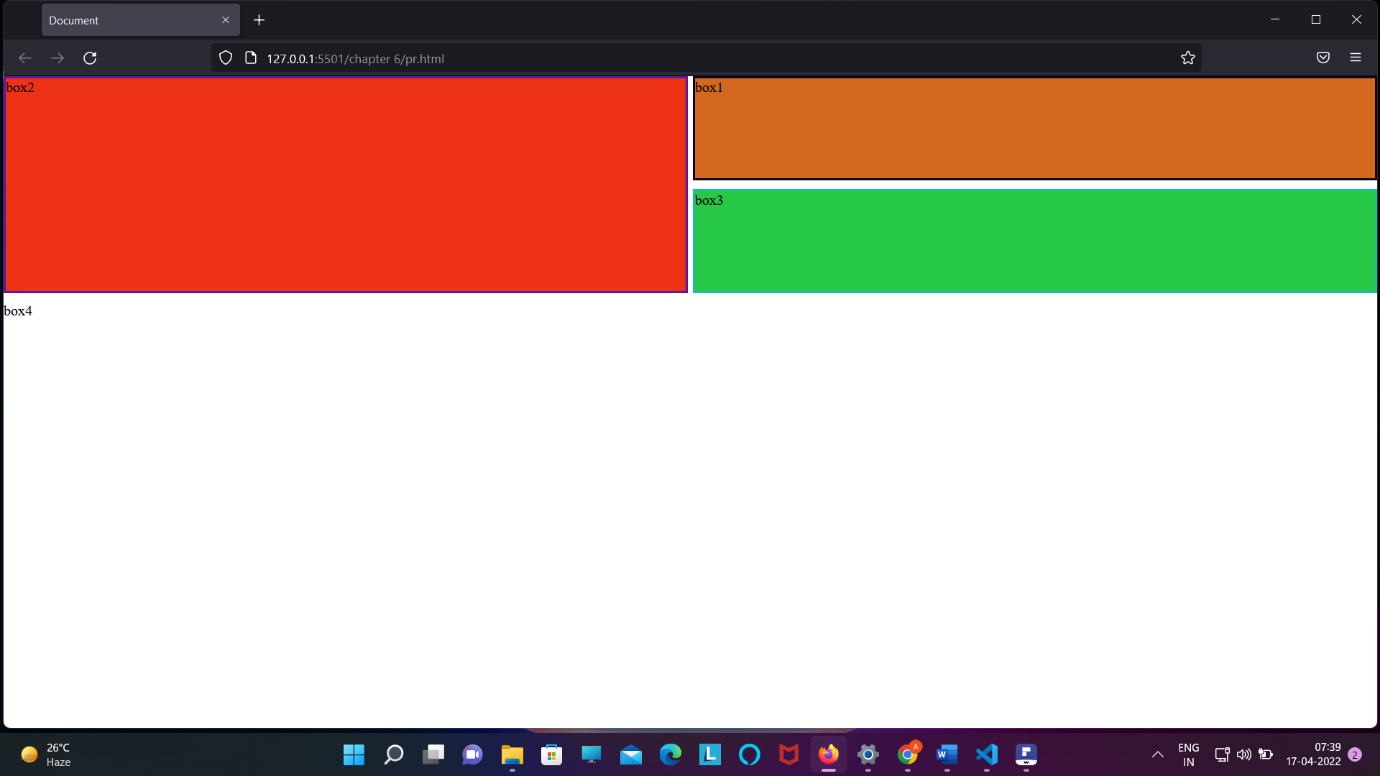 Document
127.0.0.1:5501/chapter 6/pr.html
box2
box1
box3
box4
26°C
Haze
L
A
W
ENG
IN
07:39
17-04-2022
2